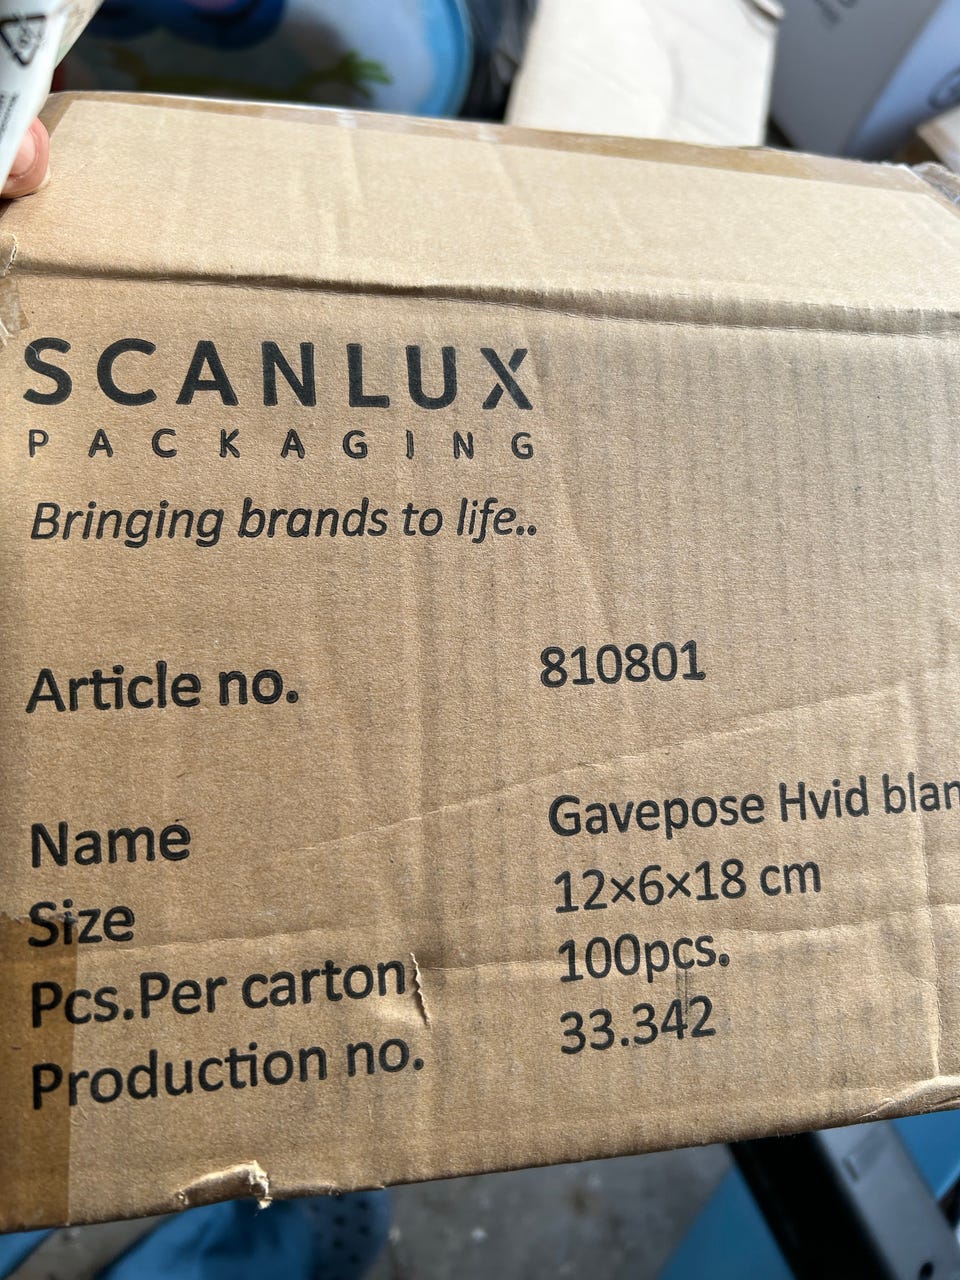 SCANLUX
PACKAGING
Bringing brands to life..
Article no. 810801
Name Gavepose Hvid
Size 12×6×18 cm
Pcs.Per carton 100pcs.
Production no. 33.342